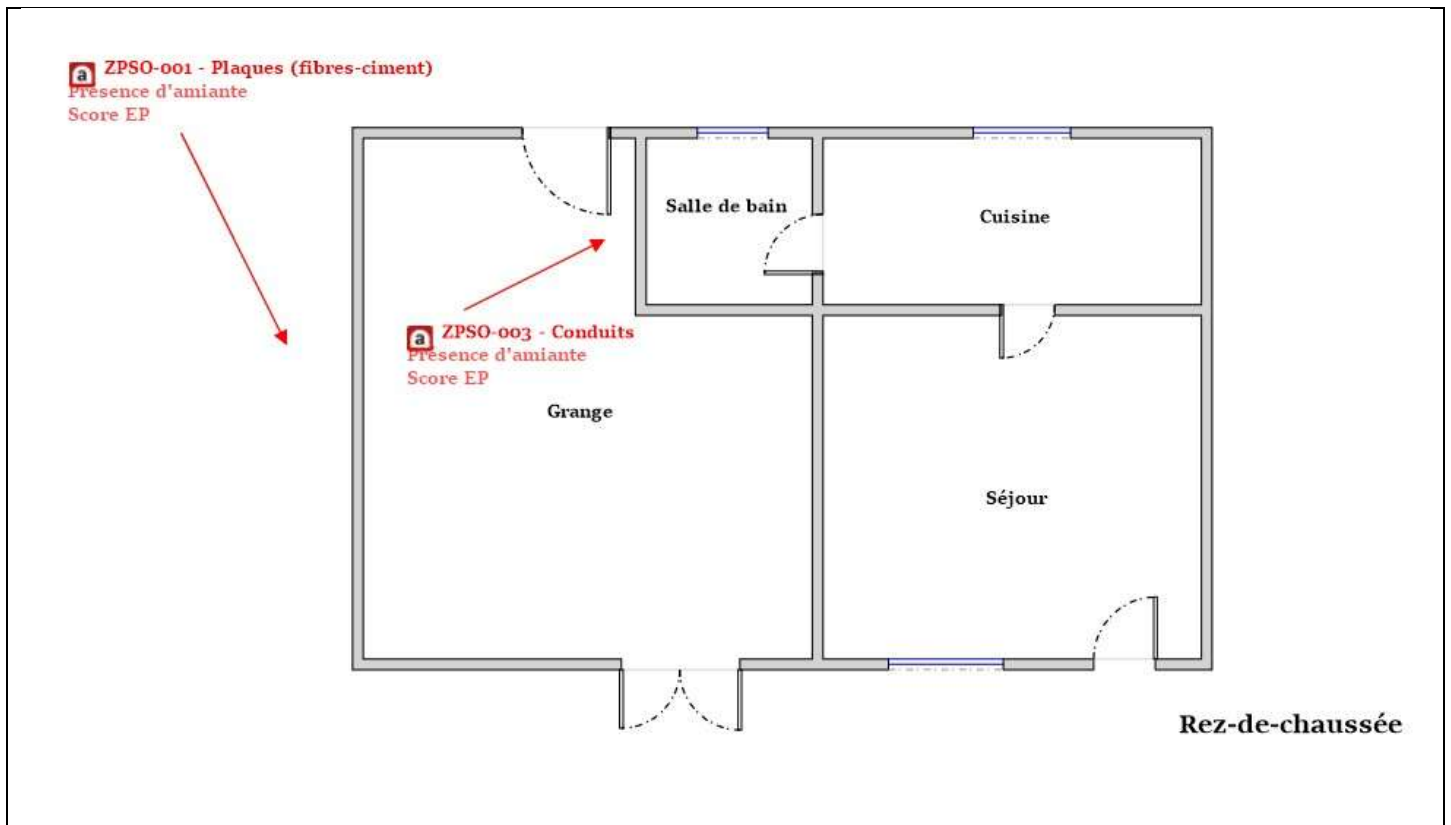 a ZPSO-001 - Plaques (fibres-ciment)
Présence d'amiante
Score EP
Salle de bain
Cuisine
a ZPSO-003 - Conduits
Présence d'amiante
Score EP
Grange
Séjour
Rez-de-chaussée